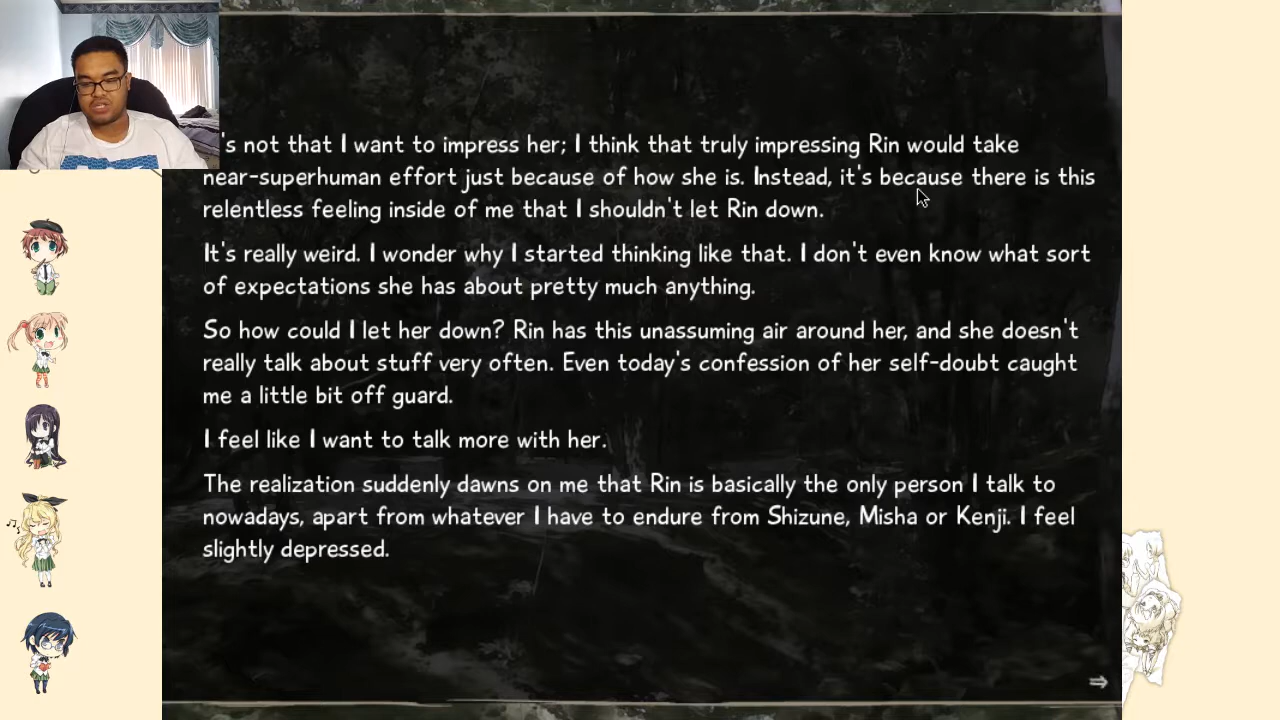 's not that I want to impress her; I think that truly impressing Rin would take
near-superhuman effort just because of how she is. Instead, it's because there is this
relentless feeling inside of me that I shouldn't let Rin down.
It's really weird. I wonder why I started thinking like that. I don't even know what sort
of expectations she has about pretty much anything.
So how could I let her down? Rin has this unassuming air around her, and she doesn't
really talk about stuff very often. Even today's confession of her self-doubt caught
me a little bit off guard.
I feel like I want to talk more with her.
The realization suddenly dawns on me that Rin is basically the only person I talk to
nowadays, apart from whatever I have to endure from Shizune, Misha or Kenji. I feel
slightly depressed.